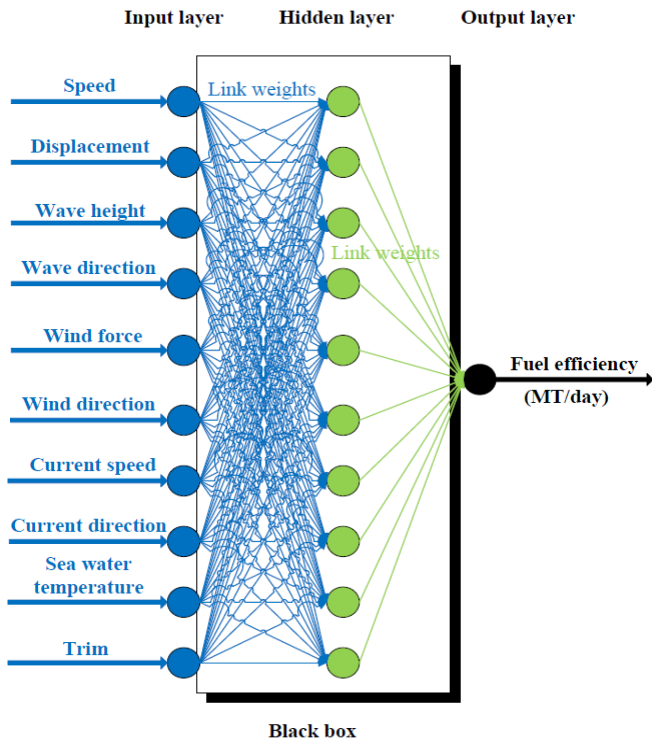 Input layer
Hidden layer
Output layer
Speed
Link weights
Displacement
Wave height
Link weights
Wave direction
Wind force
Fuel efficiency
(MT/day)
Wind direction
Current speed
Current direction
Sea water
temperature
Trim
Black box